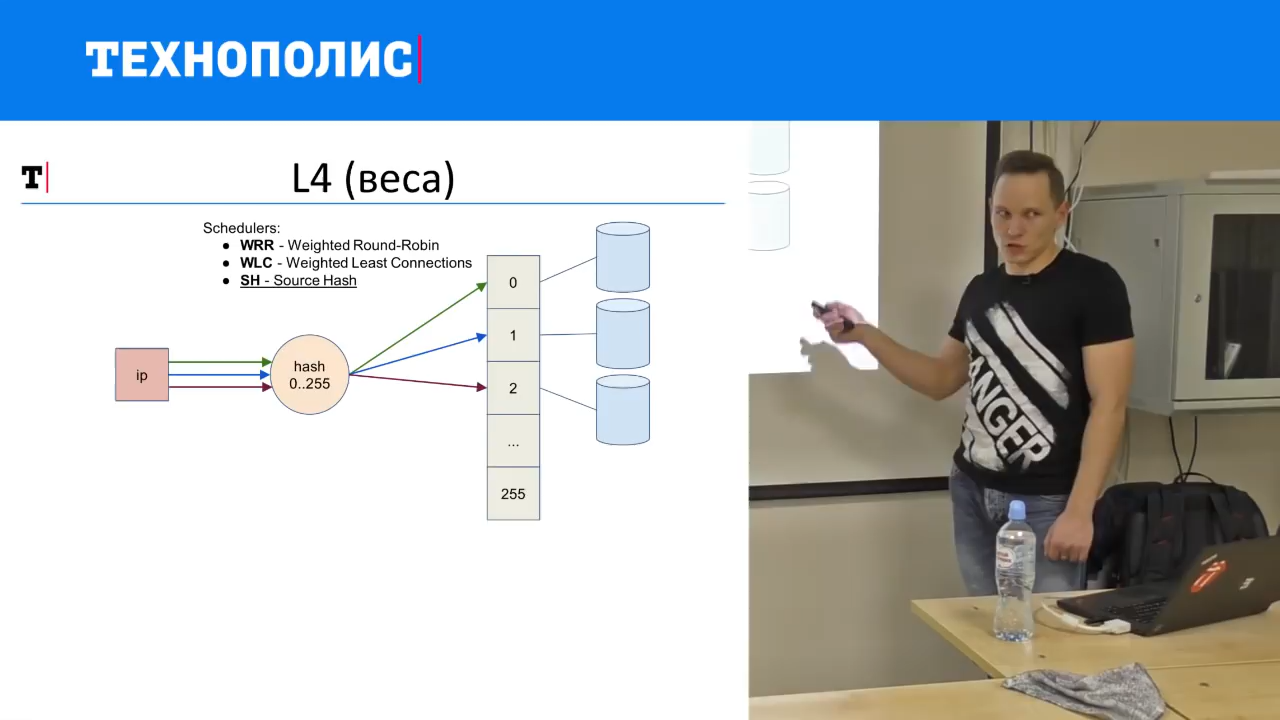 ТЕХНОПОЛИС
Т
L4 (веса)
Schedulers:
● WRR - Weighted Round-Robin
● WLC - Weighted Least Connections
● SH - Source Hash
ip
hash
0..255
0
1
2
...
255
ANGER